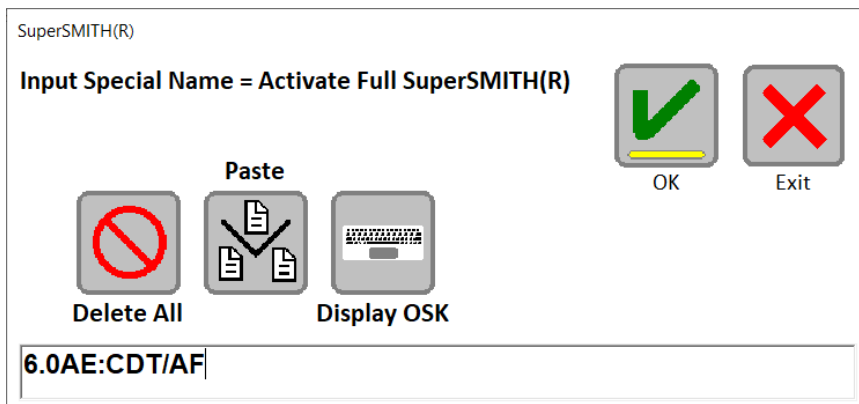 SuperSMITH(R)
Input Special Name = Activate Full SuperSMITH(R)
OK
Exit
Paste
Delete All
Display OSK
6.0AE:CDT/AF